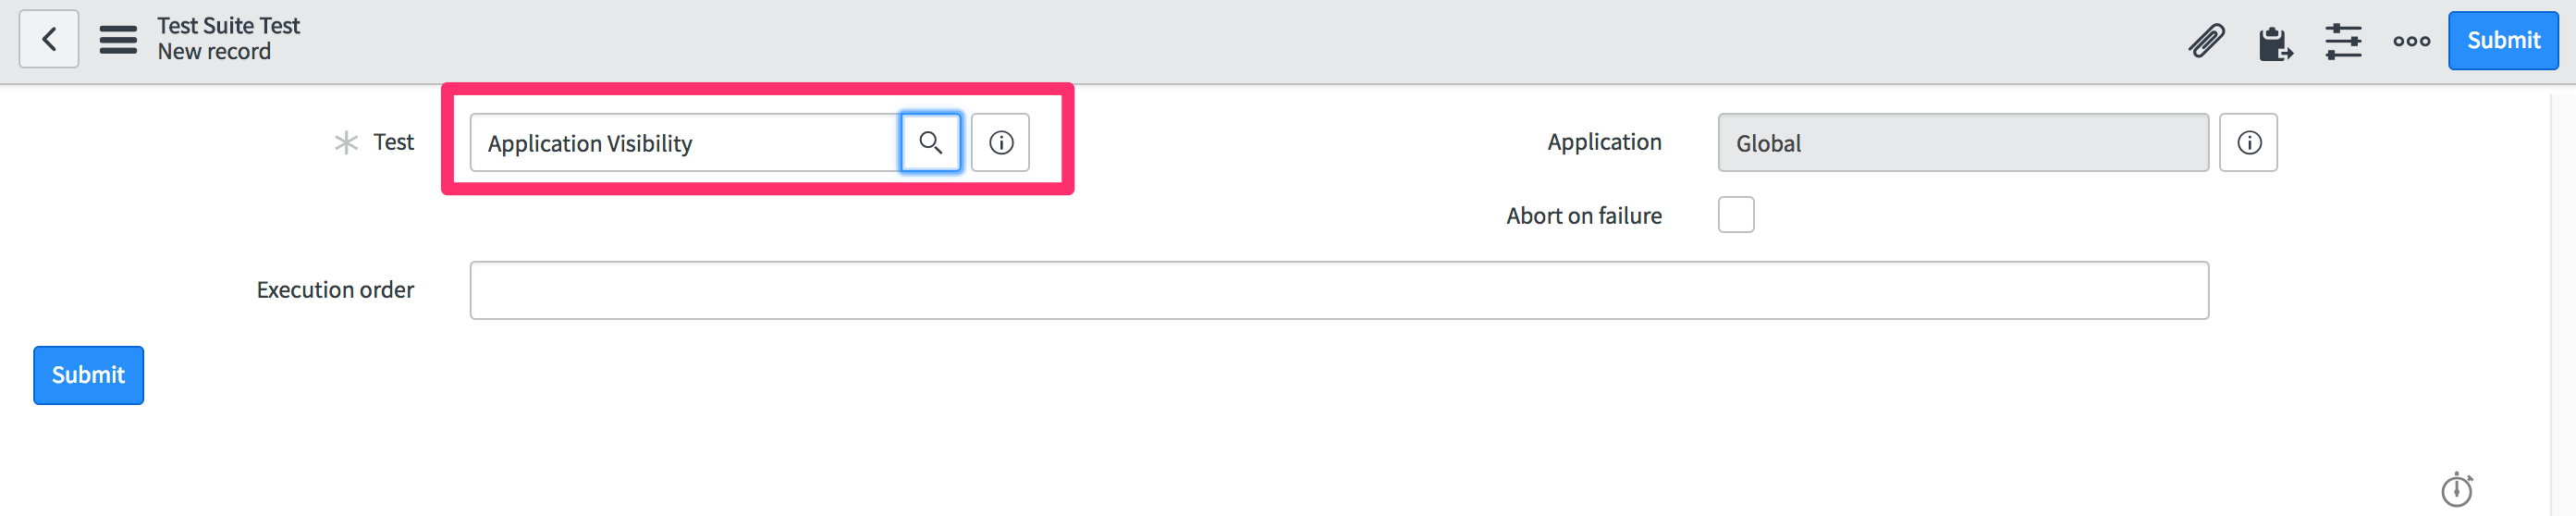 Test Suite Test
New record
Submit
Test
Application Visibility
Application
Global
Abort on failure
Execution order
Submit